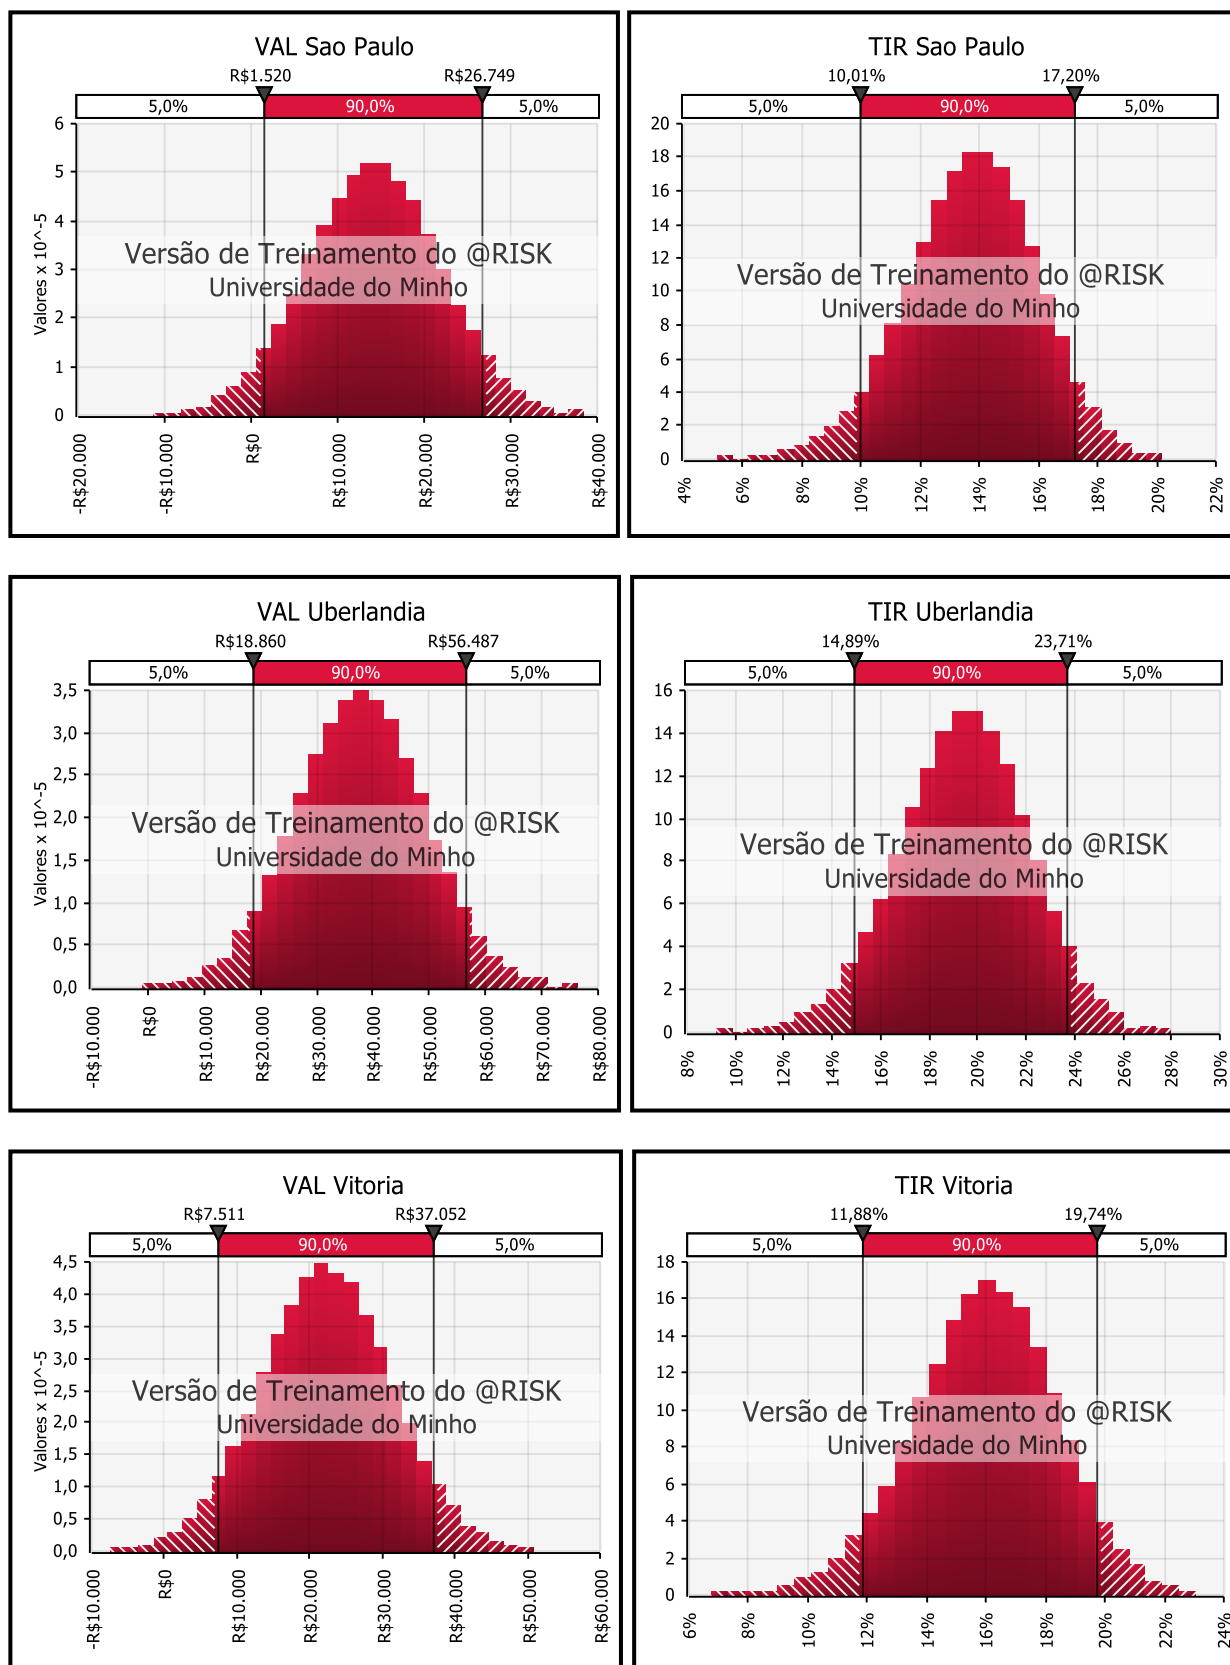 VAL Sao Paulo
R$1.520 R$26.749
5,0% 90,0% 5,0%
6
5
4
3
2
1
0
Valores x 10^-5
Versão de Treinamento do @RISK
Universidade do Minho
-R$20.000 -R$10.000 R$0 R$10.000 R$20.000 R$30.000 R$40.000
TIR Sao Paulo
10,01% 17,20%
5,0% 90,0% 5,0%
20
18
16
14
12
10
8
6
4
2
0
Versão de Treinamento do @RISK
Universidade do Minho
4% 6% 8% 10% 12% 14% 16% 18% 20% 22%
VAL Uberlandia
R$18.860 R$56.487
5,0% 90,0% 5,0%
3,5
3,0
2,5
2,0
1,5
1,0
0,5
0,0
Valores x 10^-5
Versão de Treinamento do @RISK
Universidade do Minho
-R$10.000 R$0 R$10.000 R$20.000 R$30.000 R$40.000 R$50.000 R$60.000 R$70.000 R$80.000
TIR Uberlandia
14,89% 23,71%
5,0% 90,0% 5,0%
16
14
12
10
8
6
4
2
0
Versão de Treinamento do @RISK
Universidade do Minho
8% 10% 12% 14% 16% 18% 20% 22% 24% 26% 28% 30%
VAL Vitoria
R$7.511 R$37.052
5,0% 90,0% 5,0%
4,5
4,0
3,5
3,0
2,5
2,0
1,5
1,0
0,5
0,0
Valores x 10^-5
Versão de Treinamento do @RISK
Universidade do Minho
-R$10.000 R$0 R$10.000 R$20.000 R$30.000 R$40.000 R$50.000 R$60.000
TIR Vitoria
11,88% 19,74%
5,0% 90,0% 5,0%
18
16
14
12
10
8
6
4
2
0
Versão de Treinamento do @RISK
Universidade do Minho
6% 8% 10% 12% 14% 16% 18% 20% 22% 24%